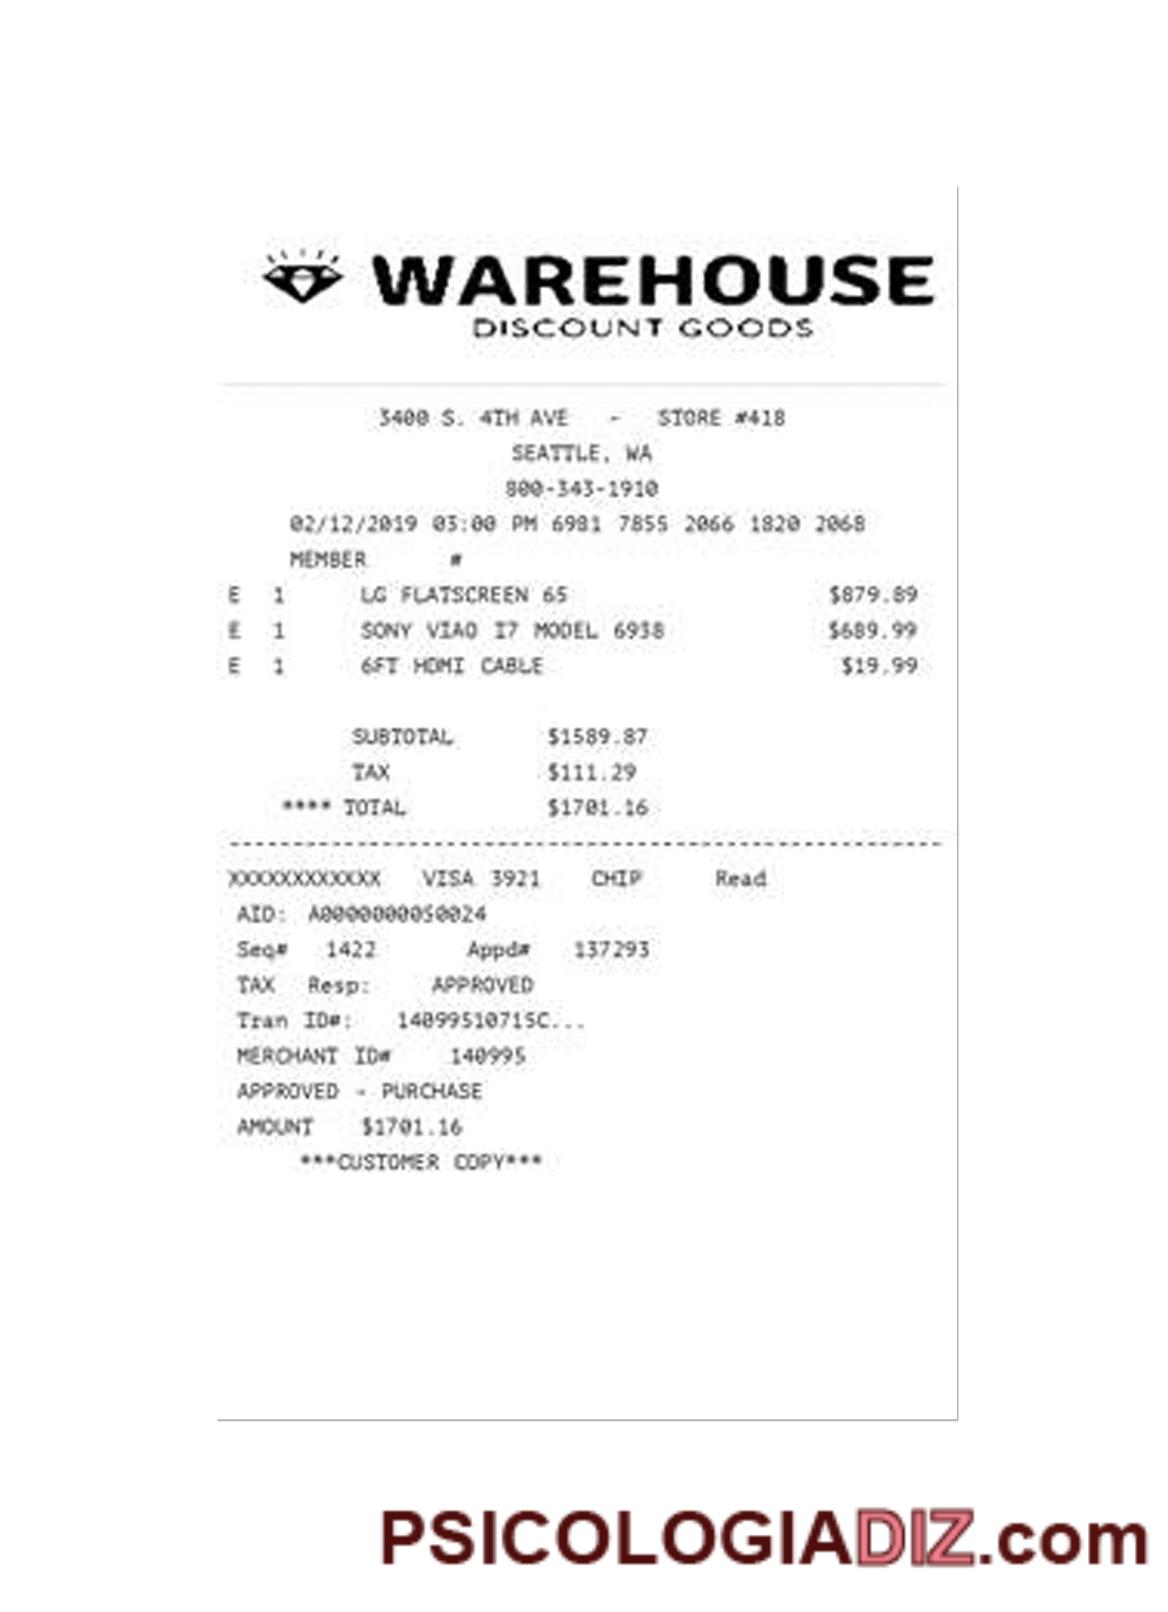 WAREHOUSE
DISCOUNT GOODS
3400 S. 4TH AVE - STORE #418
SEATTLE, WA
800-343-1910
02/12/2019 03:00 PM 6981 7855 2066 1820 2068
MEMBER #
E 1 LG FLATSCREEN 65 $879.89
E 1 SONY VIAO I7 MODEL 6938 $689.99
E 1 6FT HDMI CABLE $19.99
SUBTOTAL $1589.87
TAX $111.29
**** TOTAL $1701.16
XXXXXXXXXXXX VISA 3921 CHIP Read
AID: A0000000050024
Seq# 1422 Appd# 137293
TAX Resp: APPROVED
Tran ID#: 14099510715C...
MERCHANT ID# 140995
APPROVED - PURCHASE
AMOUNT $1701.16
***CUSTOMER COPY***
PSICOLOGIADIZ.com